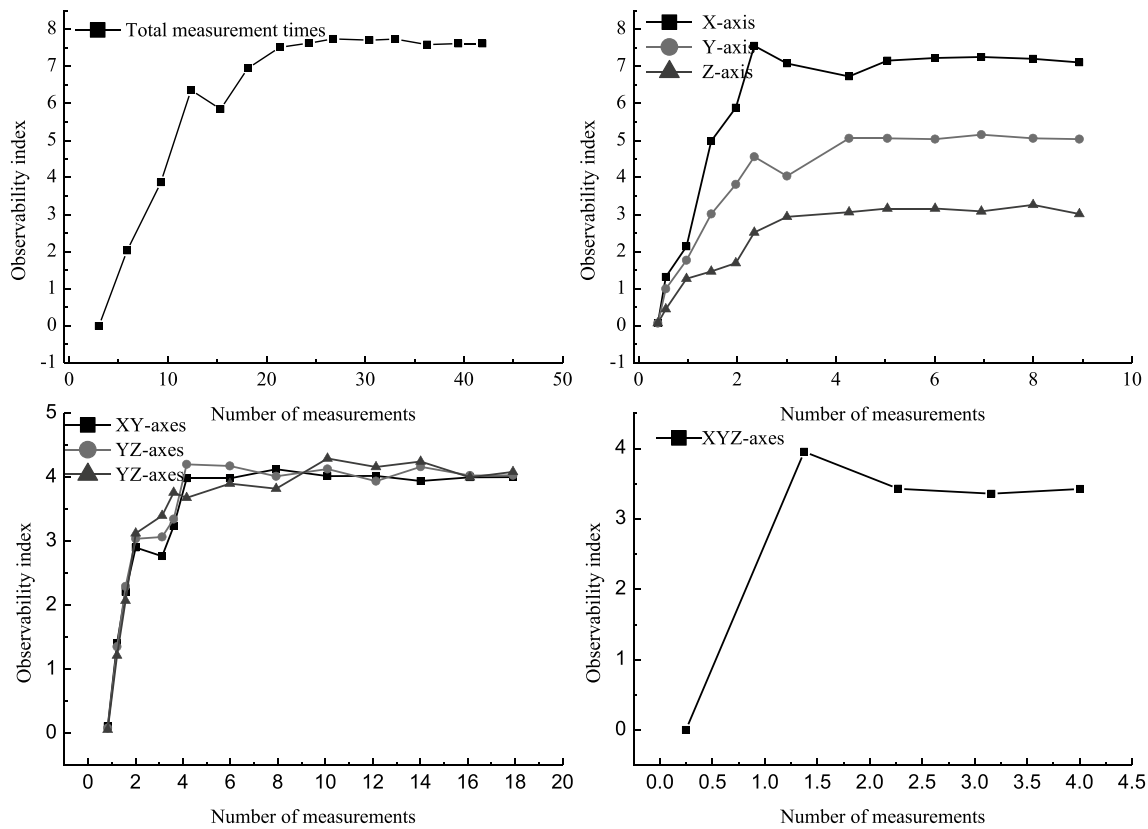 Total measurement times
Observability index
8
7
6
5
4
3
2
1
0
-1
0 10 20 30 40 50
Number of measurements
X-axis
Y-axis
Z-axis
Observability index
8
7
6
5
4
3
2
1
0
-1
0 2 4 6 8 10
Number of measurements
XY-axes
YZ-axes
YZ-axes
Observability index
5
4
3
2
1
0
0 2 4 6 8 10 12 14 16 18 20
Number of measurements
XYZ-axes
Observability index
4
3
2
1
0
0.0 0.5 1.0 1.5 2.0 2.5 3.0 3.5 4.0 4.5
Number of measurements